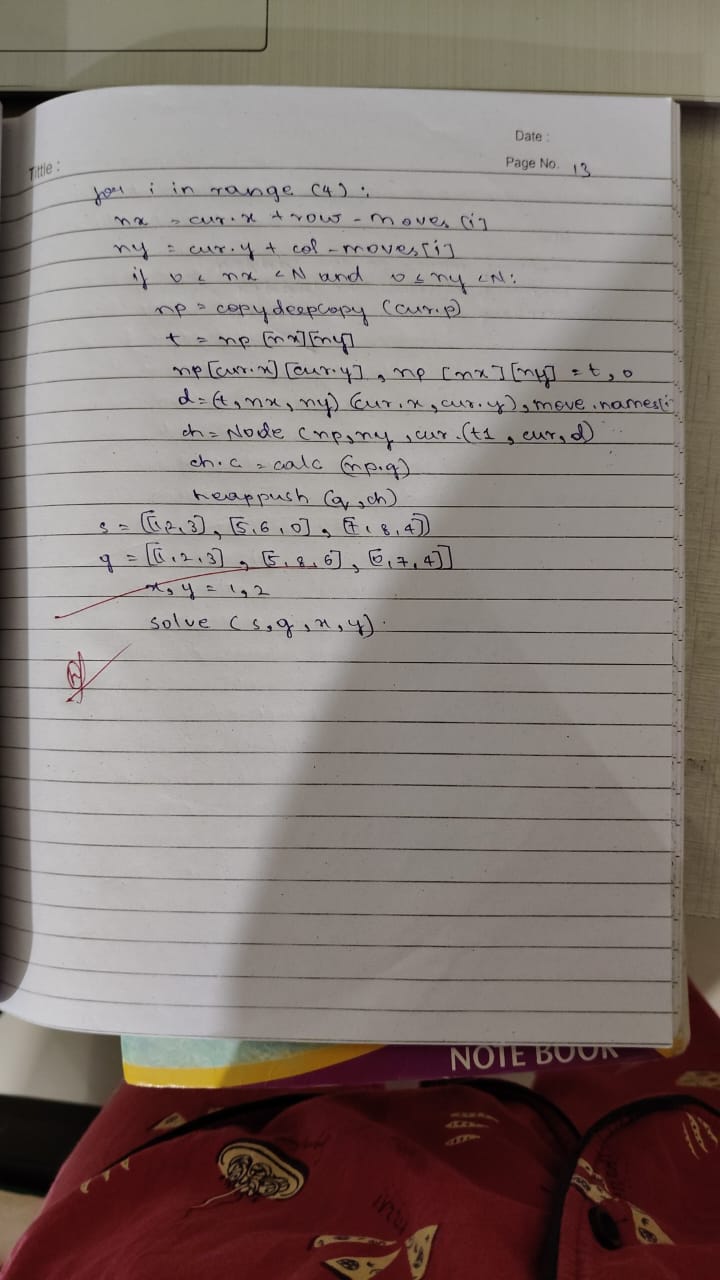 Date :
Tittle :
Page No. 13
for i in range (4) :
nx = cur.x + row-moves [i]
ny = cur.y + col-moves [i]
if 0 ≤ nx < N and 0 ≤ ny < N:
np = copy deepcopy (cur.p)
t = np [nx][ny]
np [cur.x] [cur.y] , np [nx] [ny] = t, 0
d = (t, nx, ny) (cur.x, cur.y), move.names[i
ch = Node (np, ny, cur.(t1, cur, d)
ch.c = calc (np.g)
heappush (q, ch)
s = [[1,2,3], [5,6,0], [7,8,4]]
g = [[1,2,3], [5,8,6], [0,7,4]]
x, y = 1, 2
solve (s, g, x, y).
NOTE BOOK